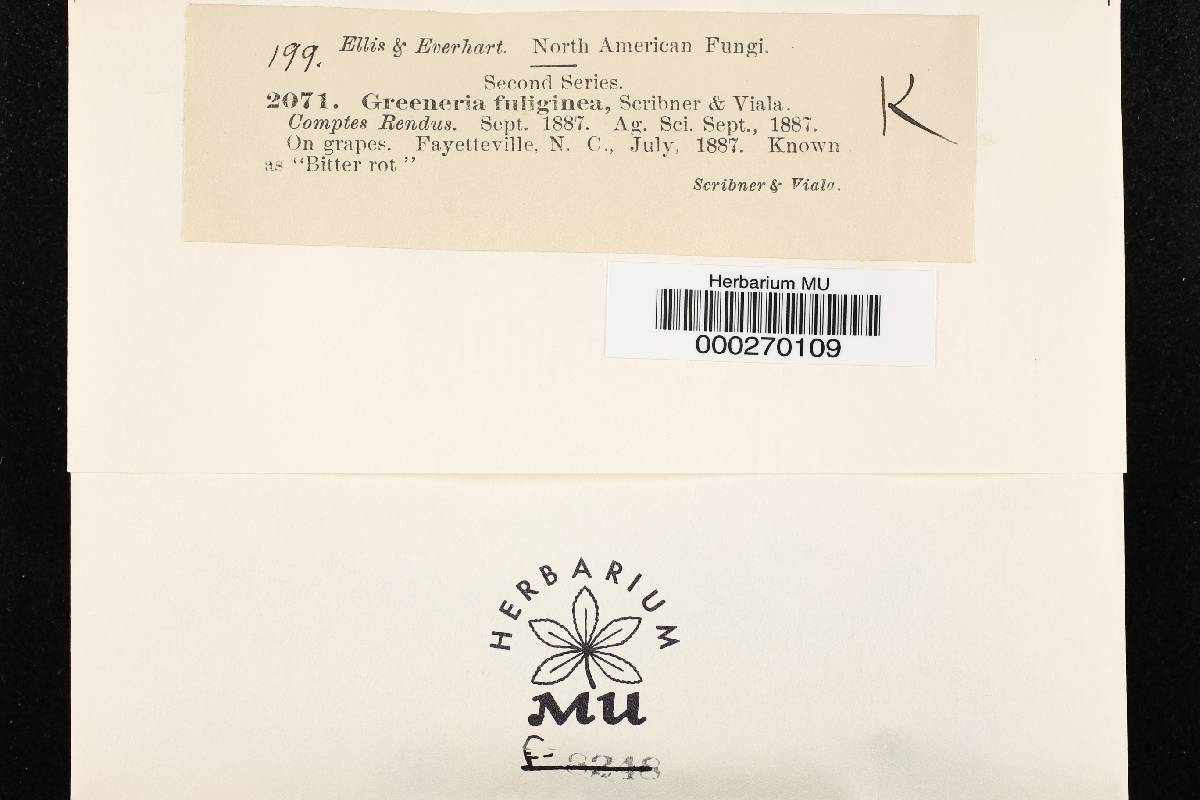 199. Ellis & Everhart. North American Fungi.
Second Series.
2071. Greeneria fuliginea, Scribner & Viala.
Comptes Rendus. Sept. 1887. Ag. Sci. Sept., 1887.
On grapes. Fayetteville, N. C., July, 1887. Known
as "Bitter rot"
Scribner & Viala.
K
Herbarium MU
000270109
HERBARIUM
MU
F- 8248